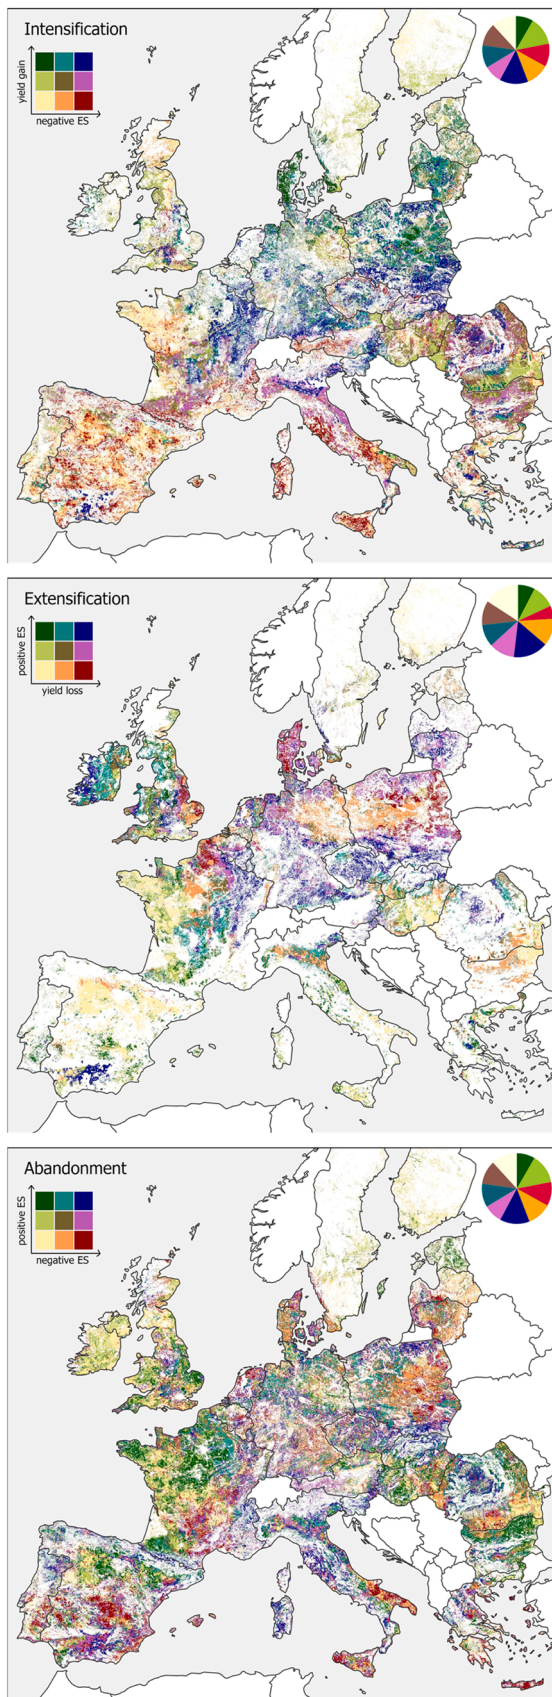 Intensification
yield gain
negative ES
Extensification
positive ES
yield loss
Abandonment
positive ES
negative ES